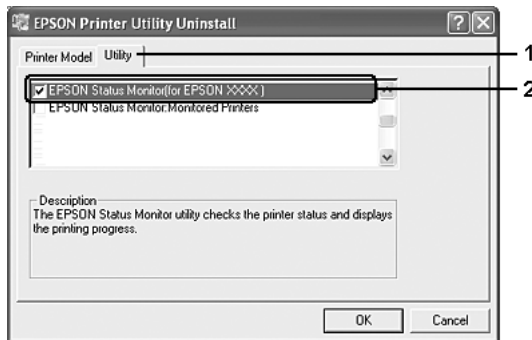 EPSON Printer Utility Uninstall
Printer Model Utility
1
EPSON Status Monitor(for EPSON XXXX )
2
EPSON Status Monitor:Monitored Printers
Description
The EPSON Status Monitor utility checks the printer status and displays
the printing progress.
OK Cancel